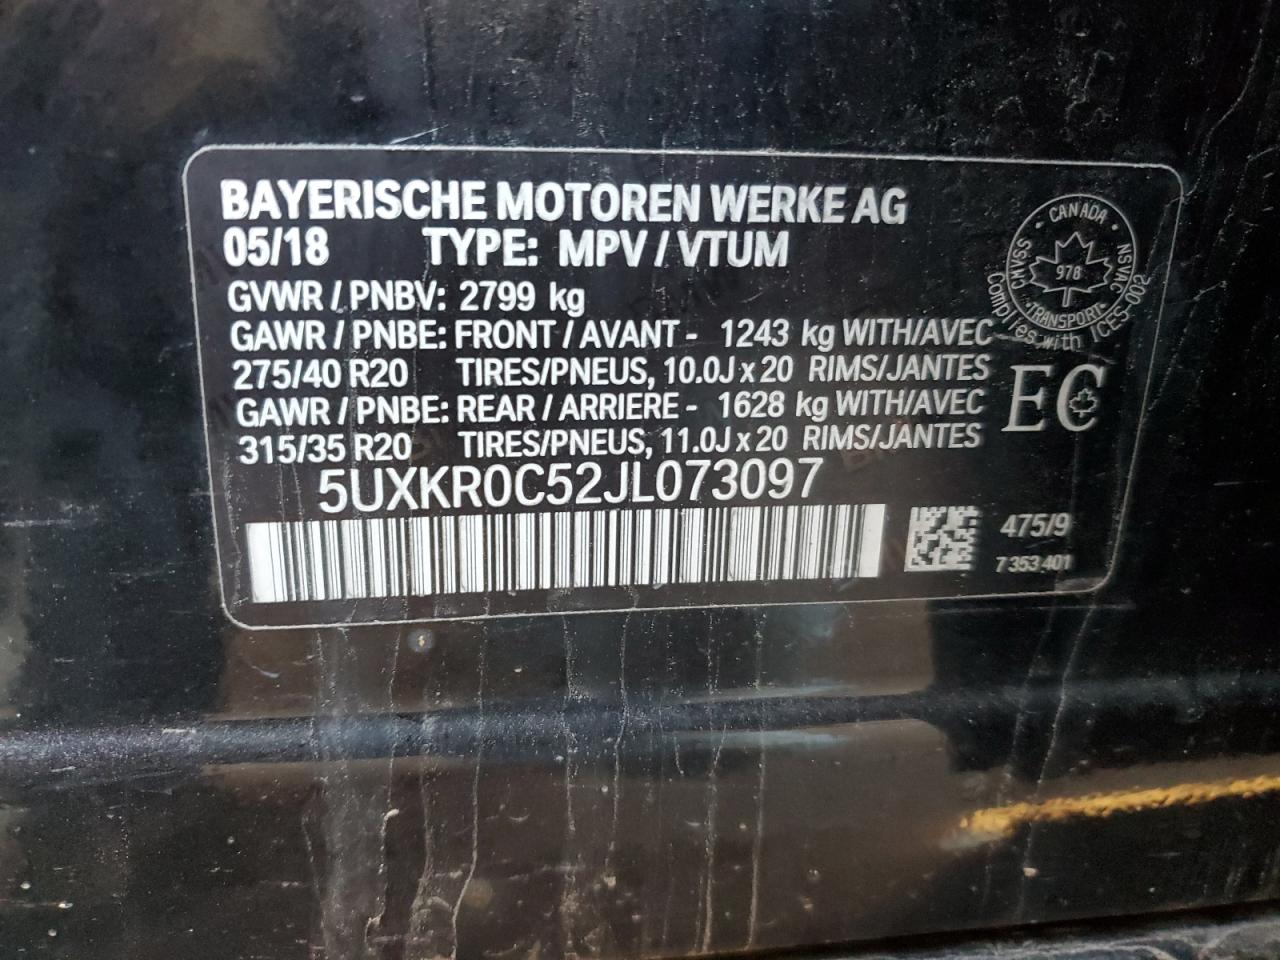 BAYERISCHE MOTOREN WERKE AG
05/18 TYPE: MPV / VTUM
GVWR / PNBV: 2799 kg
GAWR / PNBE: FRONT / AVANT - 1243 kg WITH/AVEC
275/40 R20 TIRES/PNEUS, 10.0J x 20 RIMS/JANTES
GAWR / PNBE: REAR / ARRIERE - 1628 kg WITH/AVEC
315/35 R20 TIRES/PNEUS, 11.0J x 20 RIMS/JANTES
5UXKR0C52JL073097
CANADA
CMVSS NSVAC
978
TRANSPORT
Complies with ICES-002
EC
475/9
7 353 401